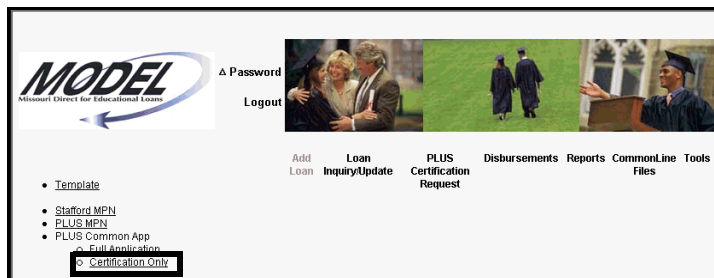 MODEL
Missouri Direct for Educational Loans
Δ Password
Logout
Add Loan
Loan Inquiry/Update
PLUS Certification Request
Disbursements
Reports
CommonLine Files
Tools
Template
Stafford MPN
PLUS MPN
PLUS Common App
Full Application
Certification Only